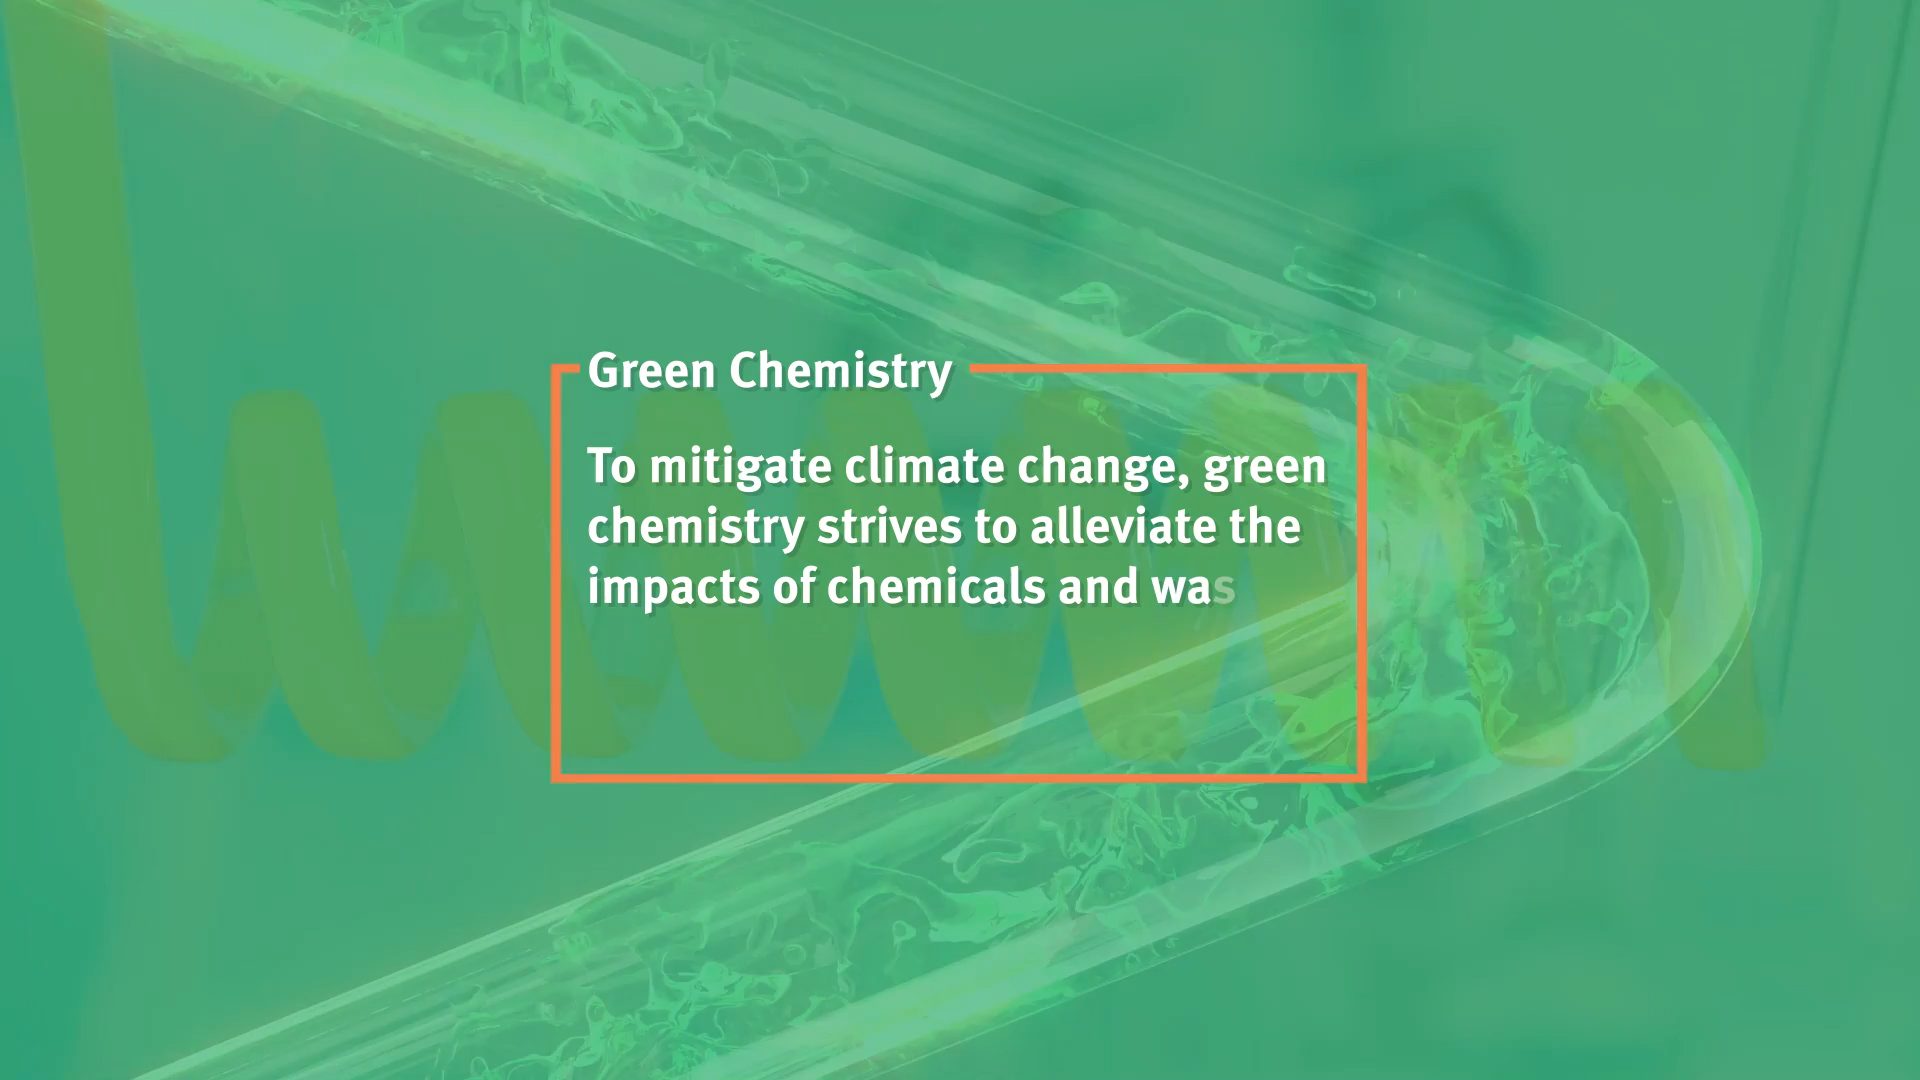 Green Chemistry
To mitigate climate change, green
chemistry strives to alleviate the
impacts of chemicals and was